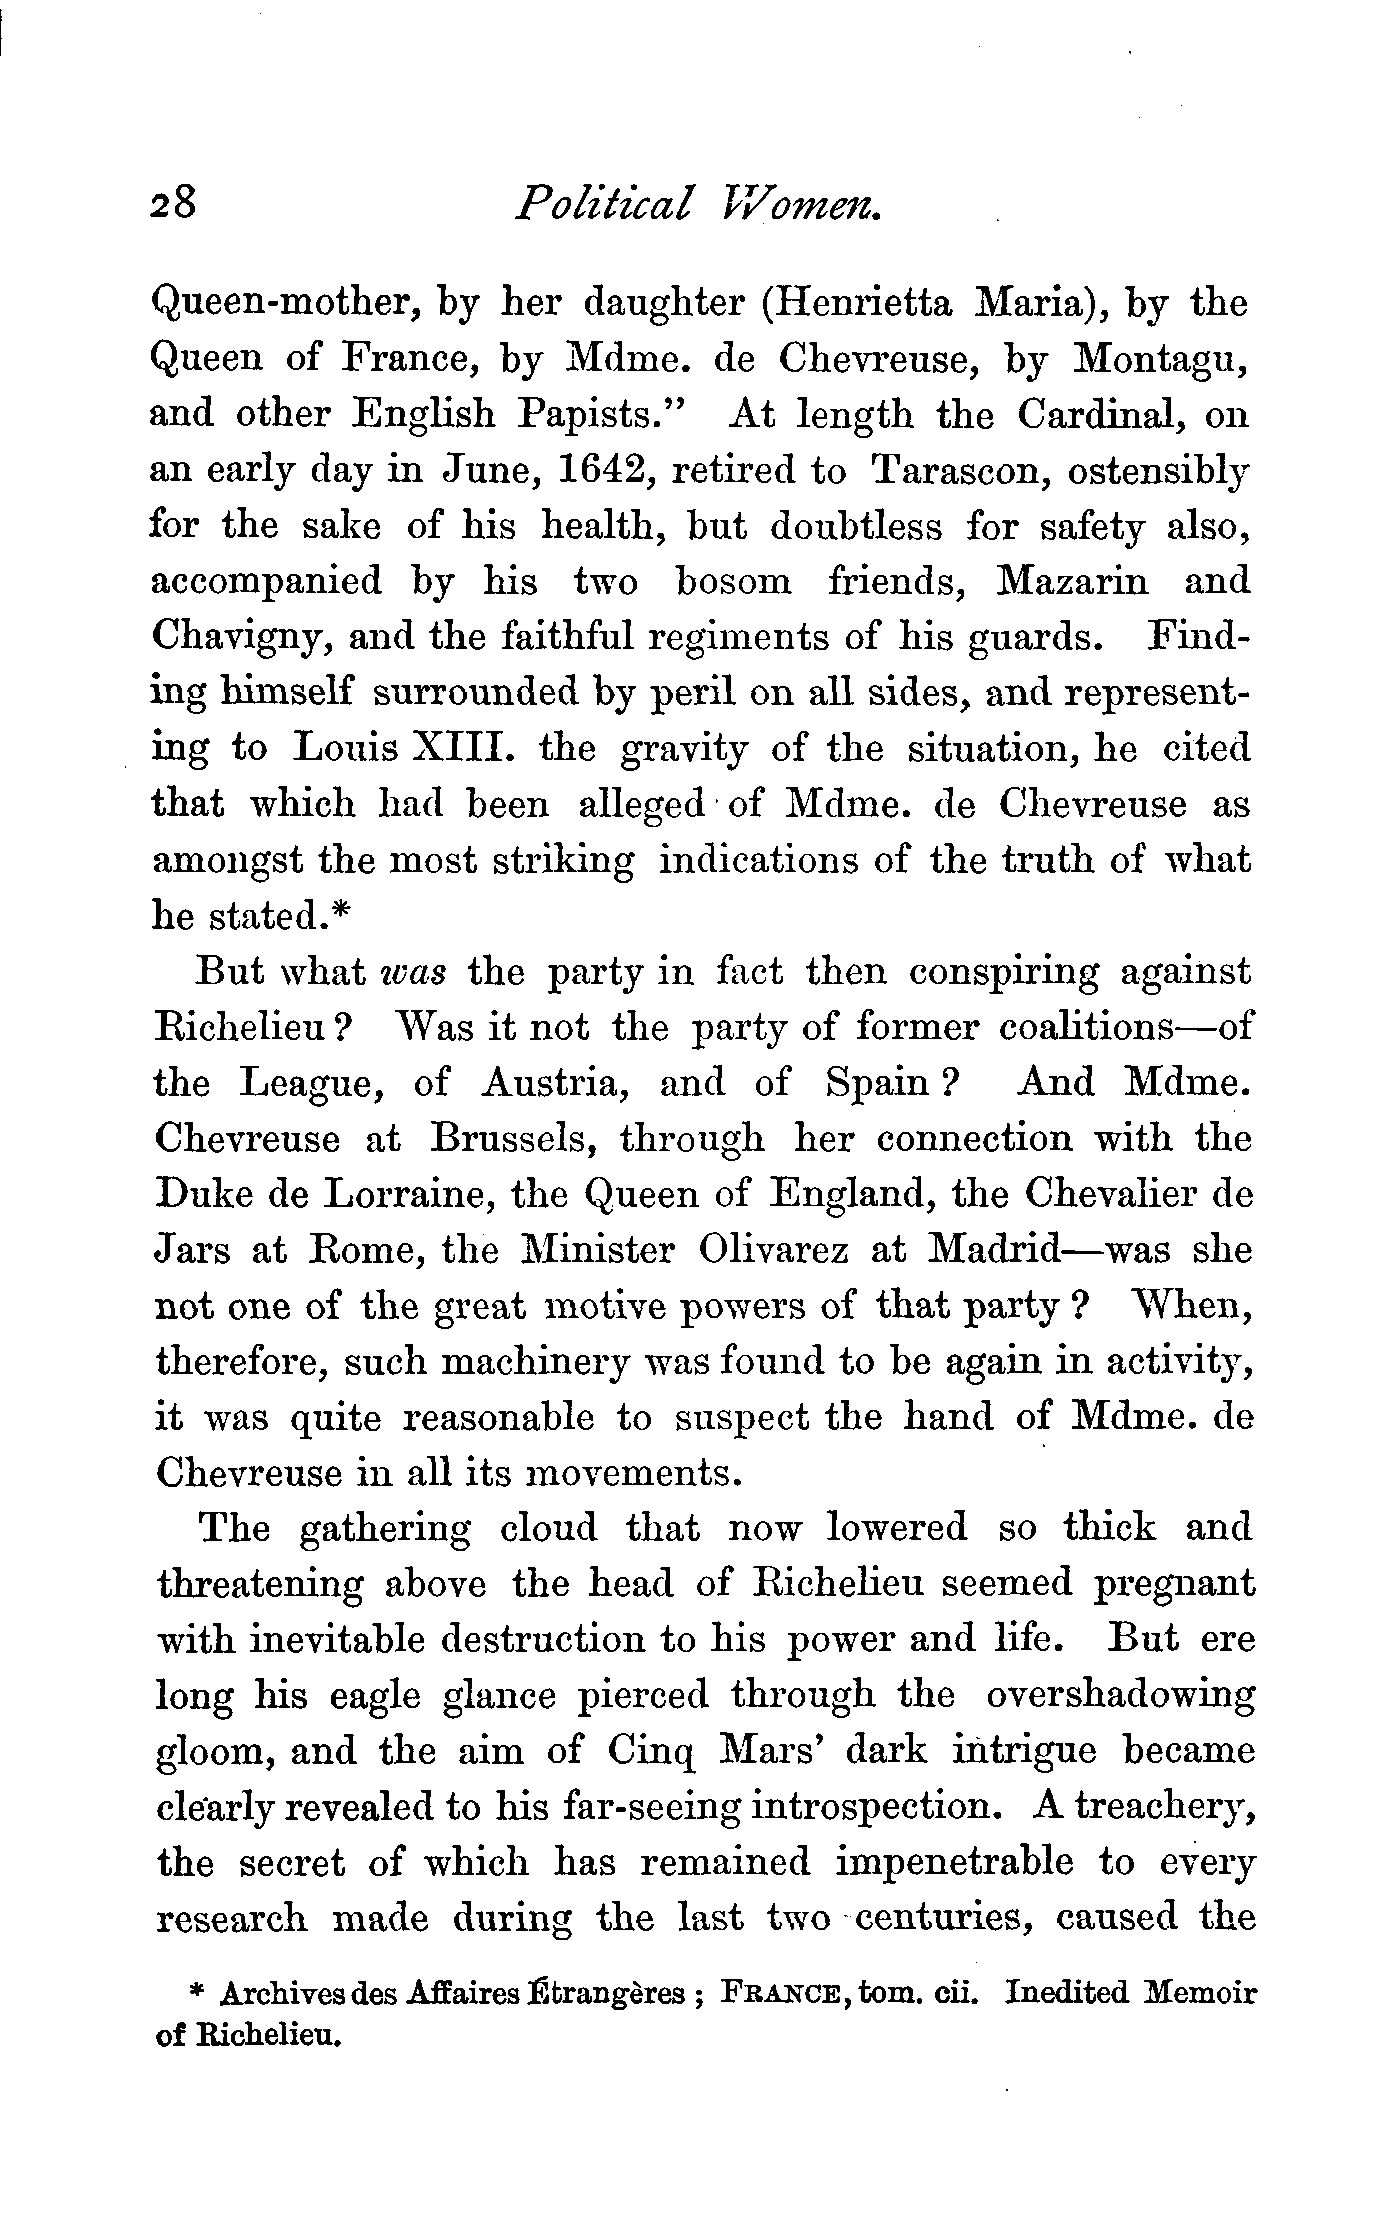 28 Political Women.
Queen-mother, by her daughter (Henrietta Maria), by the
Queen of France, by Mdme. de Chevreuse, by Montagu,
and other English Papists.” At length the Cardinal, on
an early day in June, 1642, retired to Tarascon, ostensibly
for the sake of his health, but doubtless for safety also,
accompanied by his two bosom friends, Mazarin and
Chavigny, and the faithful regiments of his guards. Find-
ing himself surrounded by peril on all sides, and represent-
ing to Louis XIII. the gravity of the situation, he cited
that which had been alleged of Mdme. de Chevreuse as
amongst the most striking indications of the truth of what
he stated.*
But what was the party in fact then conspiring against
Richelieu? Was it not the party of former coalitions—of
the League, of Austria, and of Spain? And Mdme.
Chevreuse at Brussels, through her connection with the
Duke de Lorraine, the Queen of England, the Chevalier de
Jars at Rome, the Minister Olivarez at Madrid—was she
not one of the great motive powers of that party? When,
therefore, such machinery was found to be again in activity,
it was quite reasonable to suspect the hand of Mdme. de
Chevreuse in all its movements.
The gathering cloud that now lowered so thick and
threatening above the head of Richelieu seemed pregnant
with inevitable destruction to his power and life. But ere
long his eagle glance pierced through the overshadowing
gloom, and the aim of Cinq Mars’ dark intrigue became
clearly revealed to his far-seeing introspection. A treachery,
the secret of which has remained impenetrable to every
research made during the last two centuries, caused the
* Archives des Affaires Étrangères; FRANCE, tom. cii. Inedited Memoir
of Richelieu.